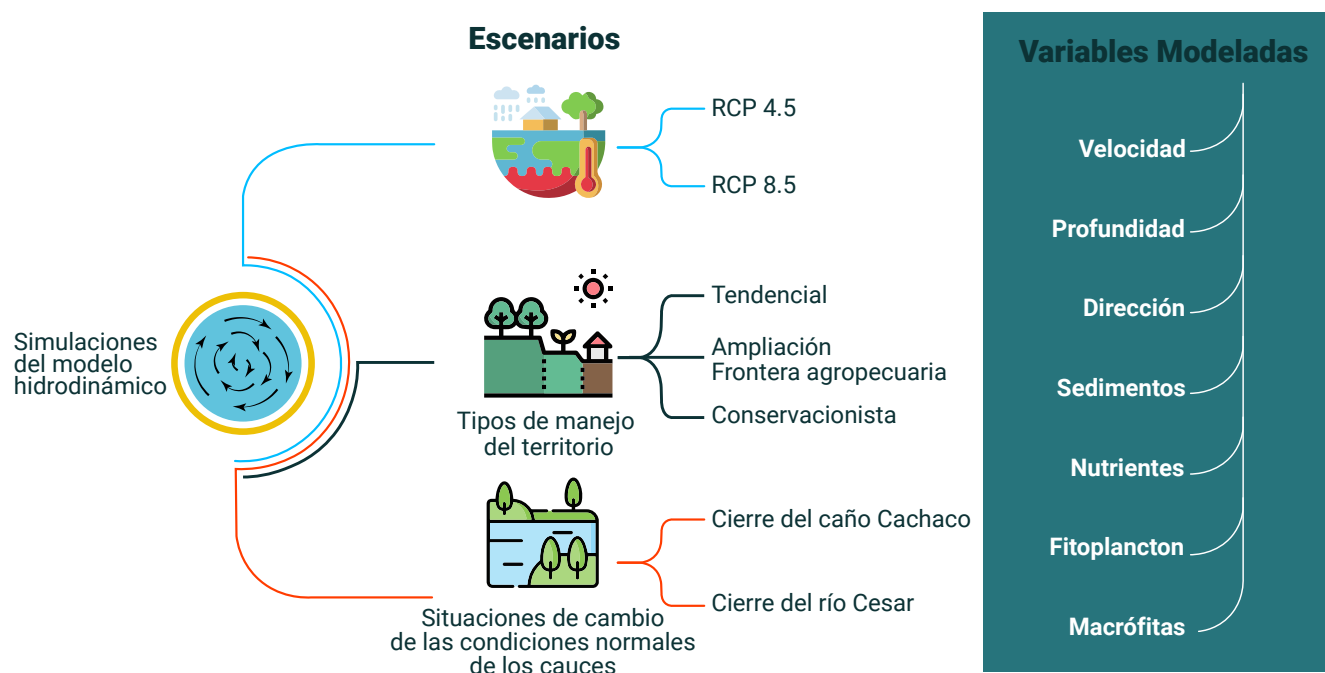 Escenarios
RCP 4.5
RCP 8.5
Simulaciones
del modelo
hidrodinámico
Tipos de manejo
del territorio
Tendencial
Ampliación
Frontera agropecuaria
Conservacionista
Situaciones de cambio
de las condiciones normales
de los cauces
Cierre del caño Cachaco
Cierre del río Cesar
Variables Modeladas
Velocidad
Profundidad
Dirección
Sedimentos
Nutrientes
Fitoplancton
Macrófitas